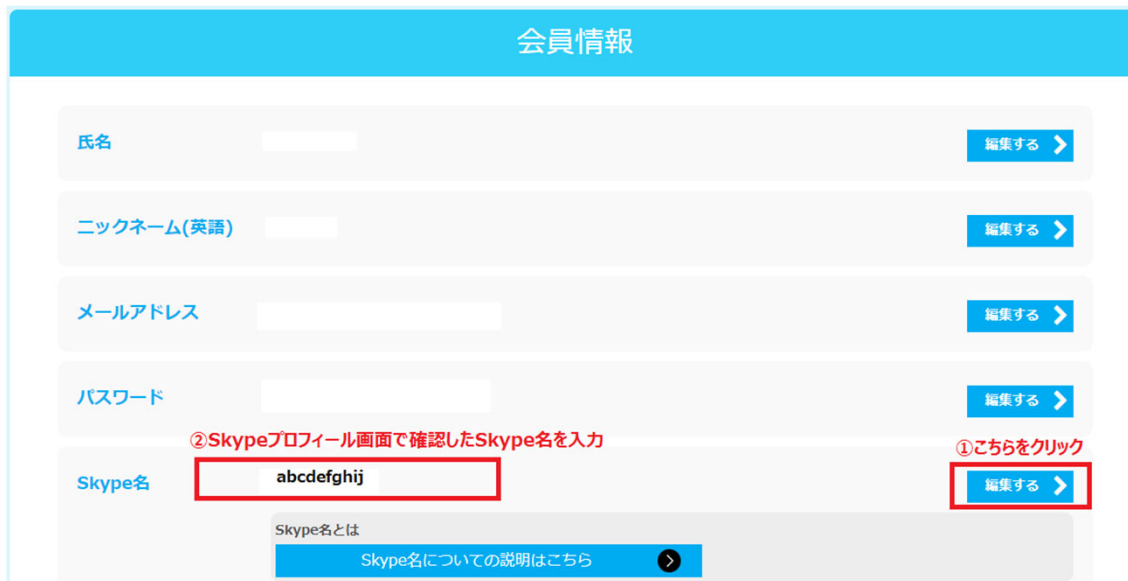 会員情報
氏名
編集する
ニックネーム(英語)
編集する
メールアドレス
編集する
パスワード
編集する
②Skypeプロフィール画面で確認したSkype名を入力
①こちらをクリック
Skype名
abcdefghij
編集する
Skype名とは
Skype名についての説明はこちら